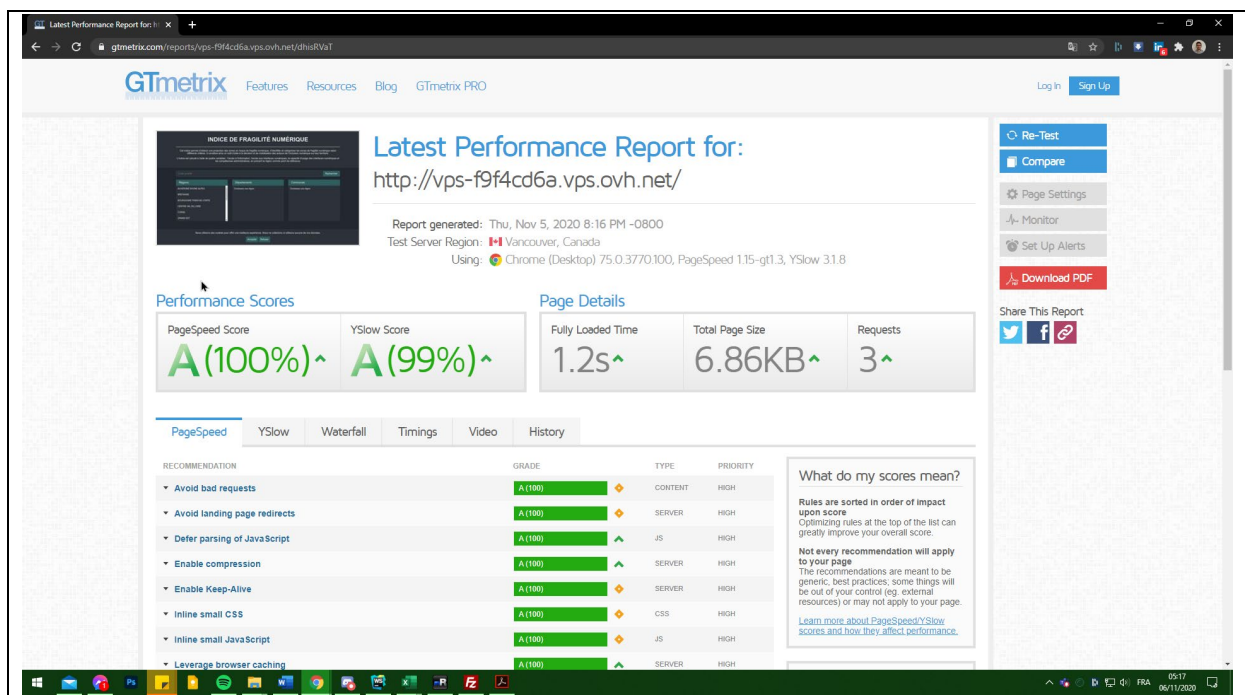 Latest Performance Report for: h
gtmetrix.com/reports/vps-f9f4cd6a.vps.ovh.net/dhisRVaT
GTmetrix Features Resources Blog GTmetrix PRO Log In Sign Up
INDICE DE FRAGILITÉ NUMÉRIQUE
Latest Performance Report for:
http://vps-f9f4cd6a.vps.ovh.net/
Report generated: Thu, Nov 5, 2020 8:16 PM -0800
Test Server Region: Vancouver, Canada
Using: Chrome (Desktop) 75.0.3770.100, PageSpeed 1.15-gt1.3, YSlow 3.1.8
Re-Test
Compare
Page Settings
Monitor
Set Up Alerts
Download PDF
Share This Report
Performance Scores
PageSpeed Score YSlow Score
A (100%) A (99%)
Page Details
Fully Loaded Time Total Page Size Requests
1.2s 6.86KB 3
PageSpeed YSlow Waterfall Timings Video History
RECOMMENDATION GRADE TYPE PRIORITY
Avoid bad requests A (100) CONTENT HIGH
Avoid landing page redirects A (100) SERVER HIGH
Defer parsing of JavaScript A (100) JS HIGH
Enable compression A (100) SERVER HIGH
Enable Keep-Alive A (100) SERVER HIGH
Inline small CSS A (100) CSS HIGH
Inline small JavaScript A (100) JS HIGH
Leverage browser caching A (100) SERVER HIGH
What do my scores mean?
Rules are sorted in order of impact
upon score
Optimizing rules at the top of the list can
greatly improve your overall score.
Not every recommendation will apply
to your page
The recommendations are meant to be
generic, best practices; some things will
be out of your control (eg. external
resources) or may not apply to your page.
Learn more about PageSpeed/YSlow
scores and how they affect performance.
FRA 05:17
06/11/2020